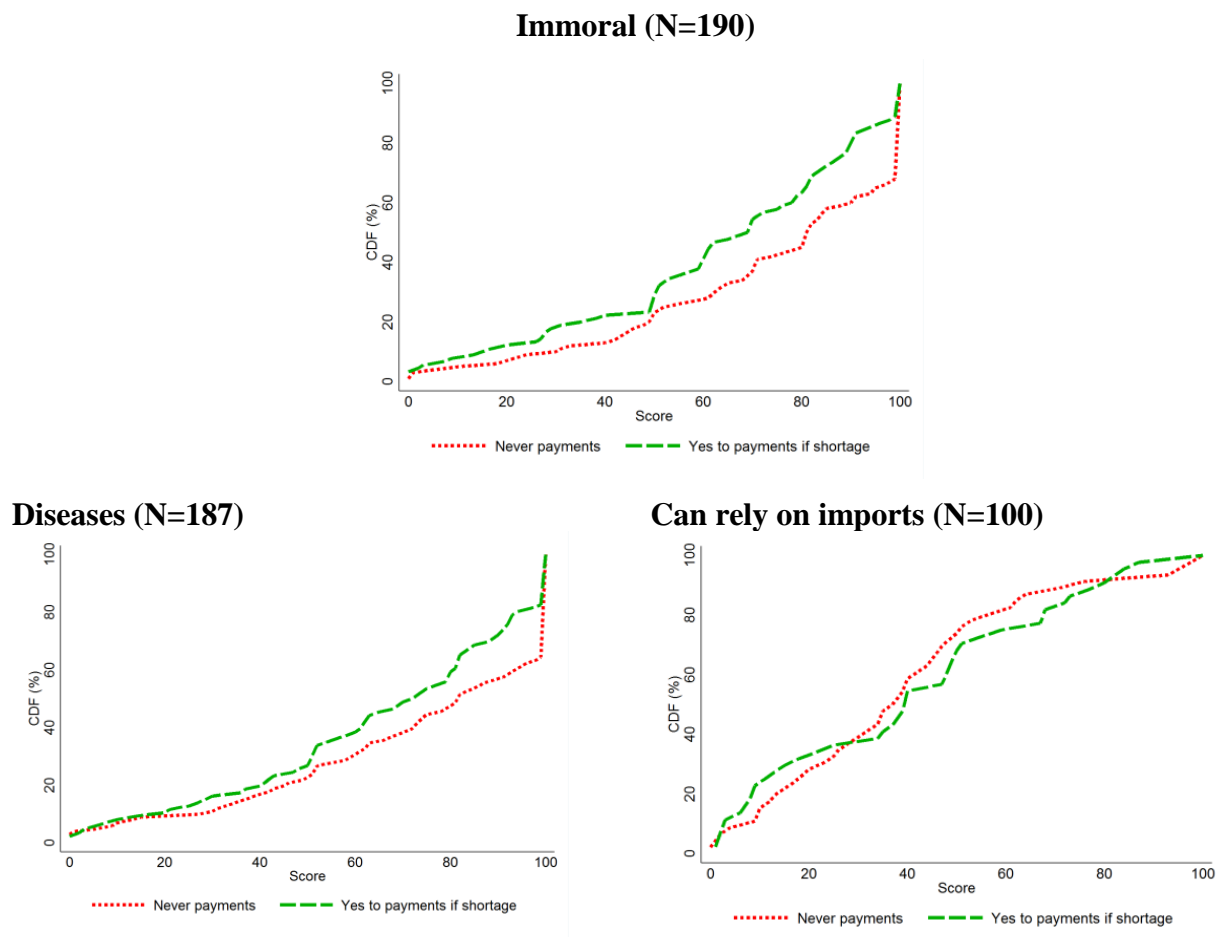 Immoral (N=190)
CDF (%)
0 20 40 60 80 100
0 20 40 60 80 100
Score
Never payments Yes to payments if shortage
Diseases (N=187)
CDF (%)
0 20 40 60 80 100
0 20 40 60 80 100
Score
Never payments Yes to payments if shortage
Can rely on imports (N=100)
CDF (%)
0 20 40 60 80 100
0 20 40 60 80 100
Score
Never payments Yes to payments if shortage